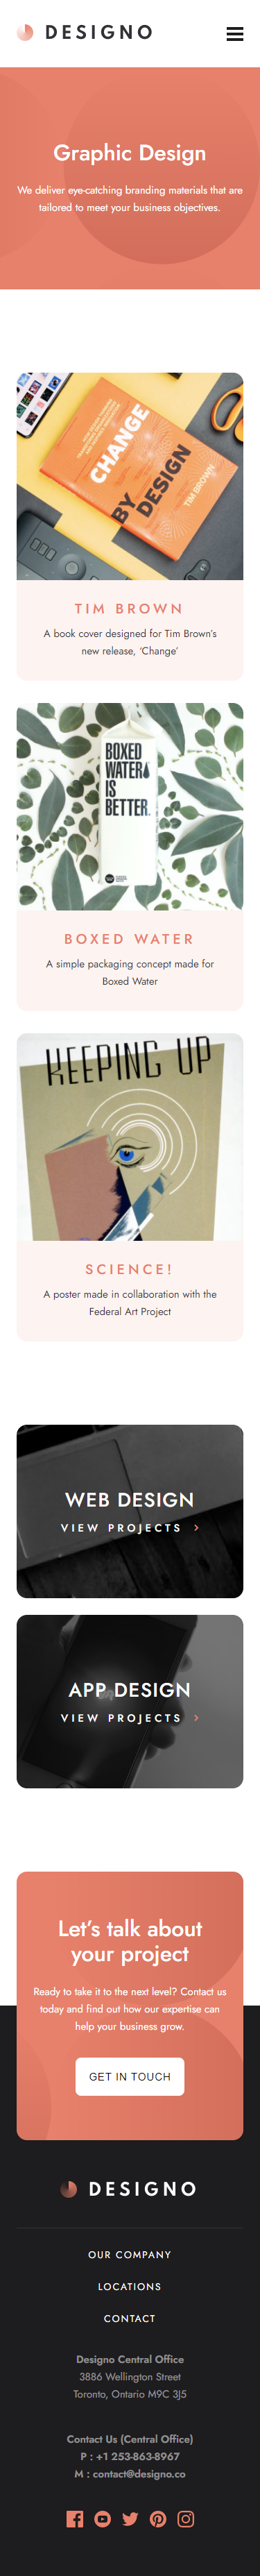 DESIGNO
Graphic Design
We deliver eye-catching branding materials that are
tailored to meet your business objectives.
CHANGE
BY
DESIGN
TIM BROWN
TIM BROWN
A book cover designed for Tim Brown's
new release, 'Change'
BOXED
WATER
IS
BETTER.
BOXED WATER
A simple packaging concept made for
Boxed Water
KEEPING UP
SCIENCE!
A poster made in collaboration with the
Federal Art Project
WEB DESIGN
VIEW PROJECTS
APP DESIGN
VIEW PROJECTS
Let's talk about
your project
Ready to take it to the next level? Contact us
today and find out how our expertise can
help your business grow.
GET IN TOUCH
DESIGNO
OUR COMPANY
LOCATIONS
CONTACT
Designo Central Office
3886 Wellington Street
Toronto, Ontario M9C 3J5
Contact Us (Central Office)
P : +1 253-863-8967
M : contact@designo.co